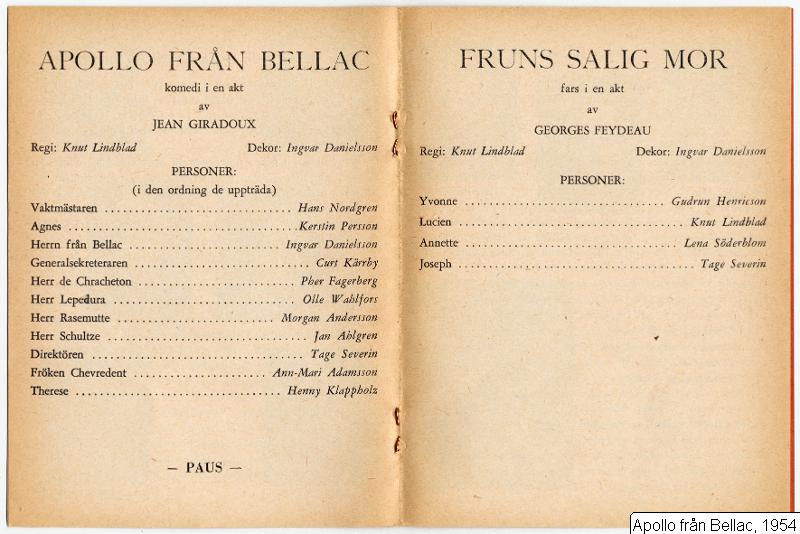 APOLLO FRÅN BELLAC
komedi i en akt
av
JEAN GIRADOUX
Regi: Knut Lindblad Dekor: Ingvar Danielsson
PERSONER:
(i den ordning de uppträda)
Vaktmästaren ........................ Hans Nordgren
Agnes ........................ Kerstin Persson
Herrn från Bellac ........................ Ingvar Danielsson
Generalsekreteraren ........................ Curt Kärrby
Herr de Chracheton ........................ Pher Fagerberg
Herr Lepedura ........................ Olle Wahlfors
Herr Rasemutte ........................ Morgan Andersson
Herr Schultze ........................ Jan Ahlgren
Direktören ........................ Tage Severin
Fröken Chevredent ........................ Ann-Mari Adamsson
Therese ........................ Henny Klappholz
– PAUS –
FRUNS SALIG MOR
fars i en akt
av
GEORGES FEYDEAU
Regi: Knut Lindblad Dekor: Ingvar Danielsson
PERSONER:
Yvonne ........................ Gudrun Henricson
Lucien ........................ Knut Lindblad
Annette ........................ Lena Söderblom
Joseph ........................ Tage Severin
Apollo från Bellac, 1954